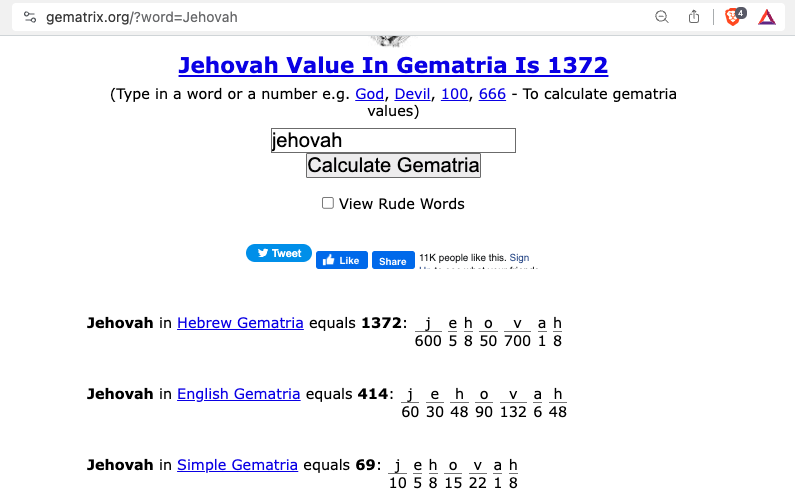 gematrix.org/?word=Jehovah
4
Jehovah Value In Gematria Is 1372
(Type in a word or a number e.g. God, Devil, 100, 666 - To calculate gematria
values)
jehovah
Calculate Gematria
View Rude Words
Tweet Like Share 11K people like this. Sign
Jehovah in Hebrew Gematria equals 1372: j e h o v a h
600 5 8 50 700 1 8
Jehovah in English Gematria equals 414: j e h o v a h
60 30 48 90 132 6 48
Jehovah in Simple Gematria equals 69: j e h o v a h
10 5 8 15 22 1 8